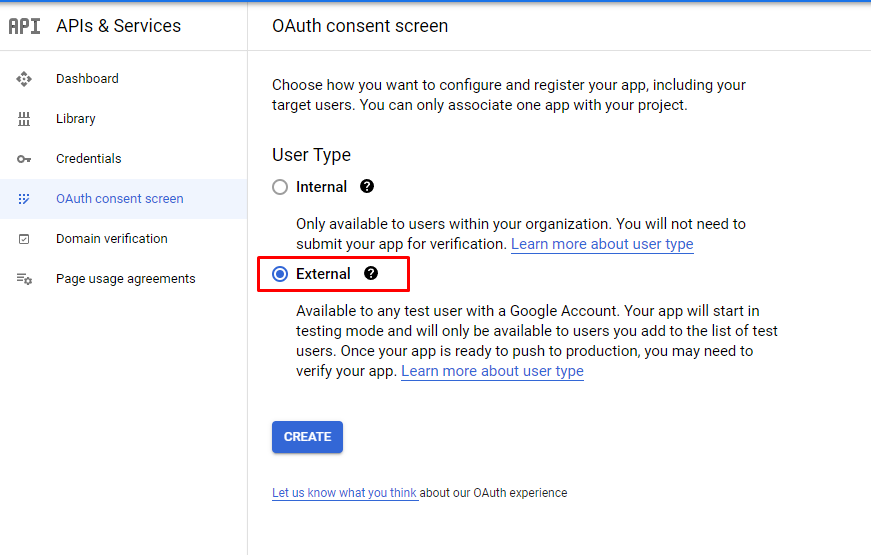 API APIs & Services
OAuth consent screen
Dashboard
Library
Credentials
OAuth consent screen
Domain verification
Page usage agreements
Choose how you want to configure and register your app, including your
target users. You can only associate one app with your project.
User Type
Internal
Only available to users within your organization. You will not need to
submit your app for verification. Learn more about user type
External
Available to any test user with a Google Account. Your app will start in
testing mode and will only be available to users you add to the list of test
users. Once your app is ready to push to production, you may need to
verify your app. Learn more about user type
CREATE
Let us know what you think about our OAuth experience